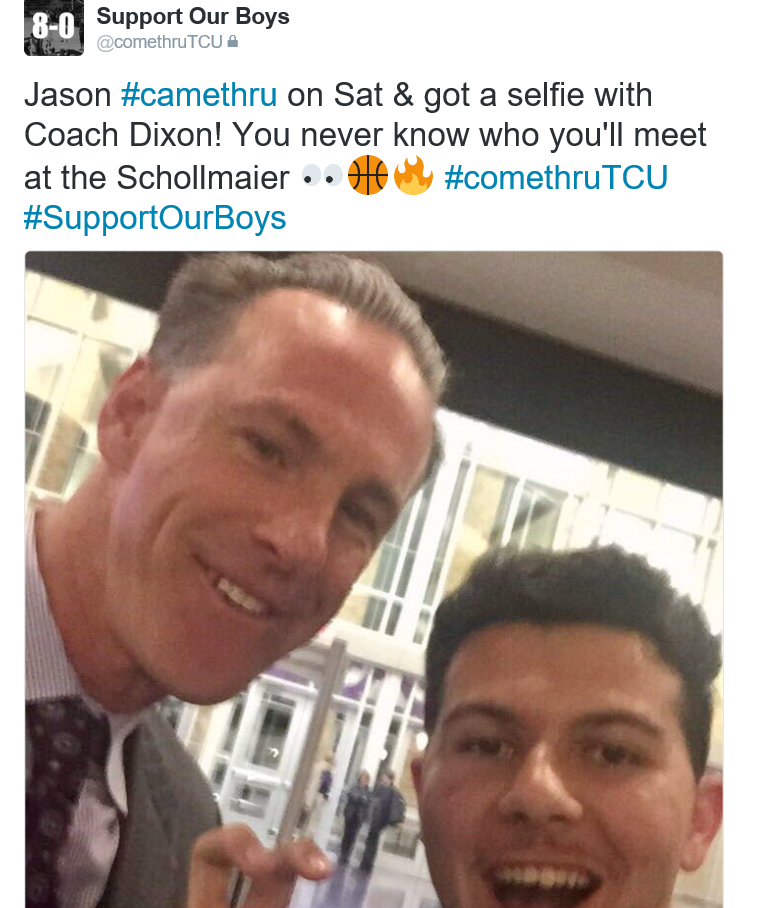 8-0
Support Our Boys
@comethruTCU
Jason #camethru on Sat & got a selfie with
Coach Dixon! You never know who you'll meet
at the Schollmaier 👀🏀🔥 #comethruTCU
#SupportOurBoys